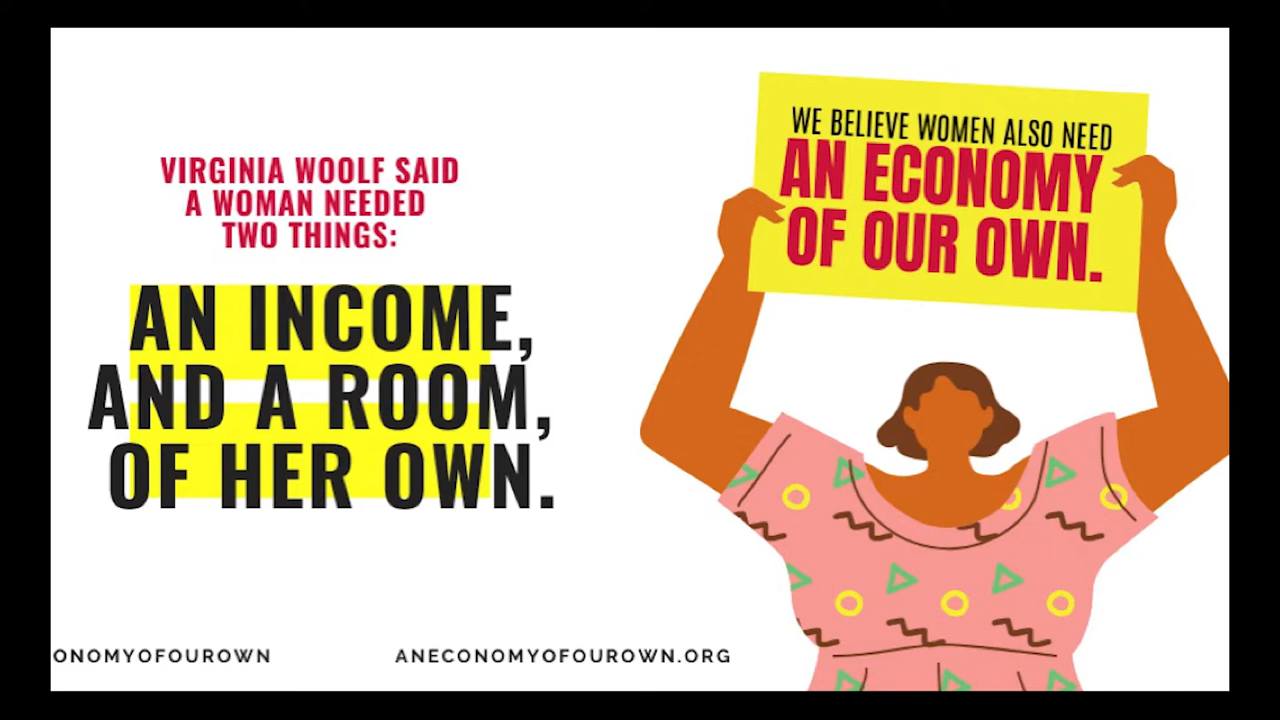 VIRGINIA WOOLF SAID
A WOMAN NEEDED
TWO THINGS:
AN INCOME,
AND A ROOM,
OF HER OWN.
WE BELIEVE WOMEN ALSO NEED
AN ECONOMY
OF OUR OWN.
ONOMYOFOUROWN
ANECONOMYOFOUROWN.ORG